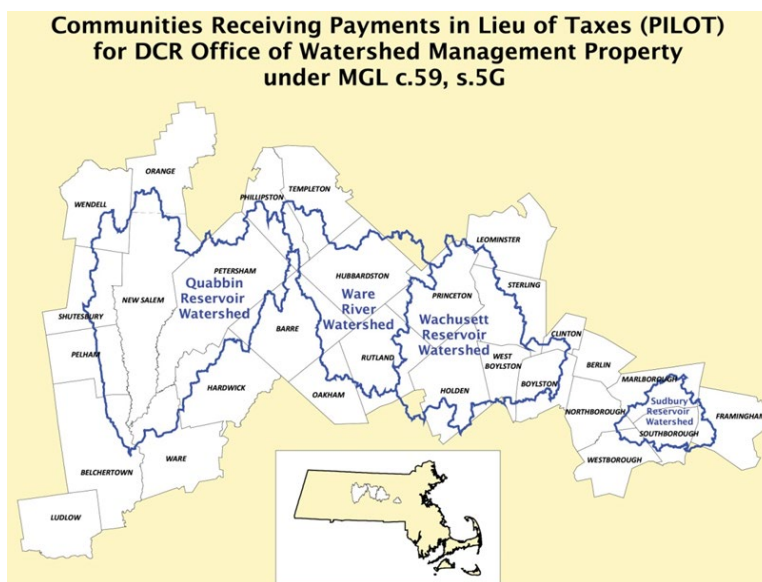 Communities Receiving Payments in Lieu of Taxes (PILOT)
for DCR Office of Watershed Management Property
under MGL c.59, s.5G
ORANGE
WENDELL
PHILLIPSTON
TEMPLETON
LEOMINSTER
PETERSHAM
HUBBARDSTON
Quabbin
Reservoir
Watershed
NEW SALEM
Ware
River
Watershed
PRINCETON
STERLING
SHUTESBURY
Wachusett
Reservoir
Watershed
BARRE
CLINTON
PELHAM
RUTLAND
WEST
BOYLSTON
BERLIN
HARDWICK
OAKHAM
HOLDEN
BOYLSTON
MARLBOROUGH
Sudbury
Reservoir
Watershed
NORTHBOROUGH
FRAMINGHAM
SOUTHBOROUGH
WARE
WESTBOROUGH
BELCHERTOWN
LUDLOW